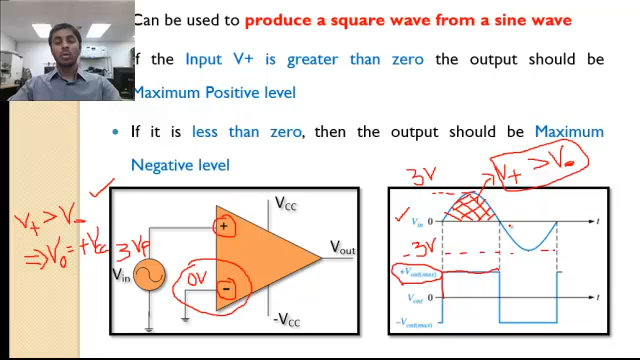 Can be used to produce a square wave from a sine wave
If the Input V+ is greater than zero the output should be
Maximum Positive level
• If it is less than zero, then the output should be Maximum
Negative level
V+ > V-
3V
V+ > V-
⇒ V0 = +Vcc
3 VP
Vin
0V
+
-
VCC
Vout
-VCC
Vin 0
t
-3V
+Vout(max)
Vout 0
t
-Vout(max)